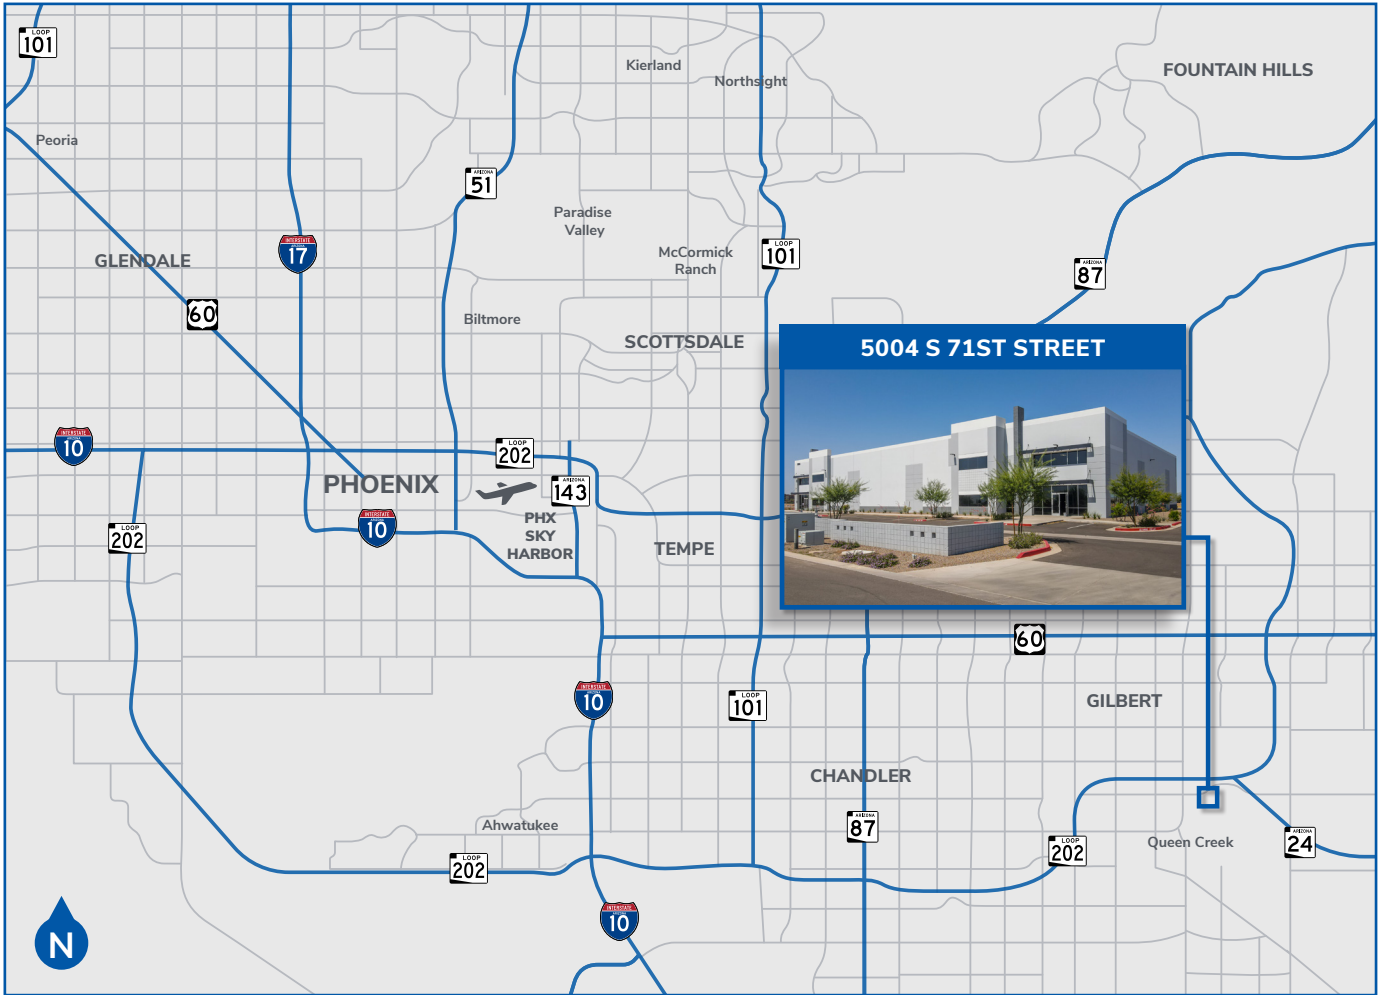 LOOP
101
Kierland
Northsight
FOUNTAIN HILLS
Peoria
ARIZONA
51
Paradise
Valley
INTERSTATE
ARIZONA
17
McCormick
Ranch
LOOP
101
GLENDALE
ARIZONA
87
60
Biltmore
SCOTTSDALE
5004 S 71ST STREET
INTERSTATE
ARIZONA
10
LOOP
202
PHOENIX
ARIZONA
143
INTERSTATE
ARIZONA
10
PHX
SKY
HARBOR
LOOP
202
TEMPE
60
INTERSTATE
10
LOOP
101
GILBERT
CHANDLER
Ahwatukee
ARIZONA
87
LOOP
202
Queen Creek
ARIZONA
24
LOOP
202
INTERSTATE
10
N